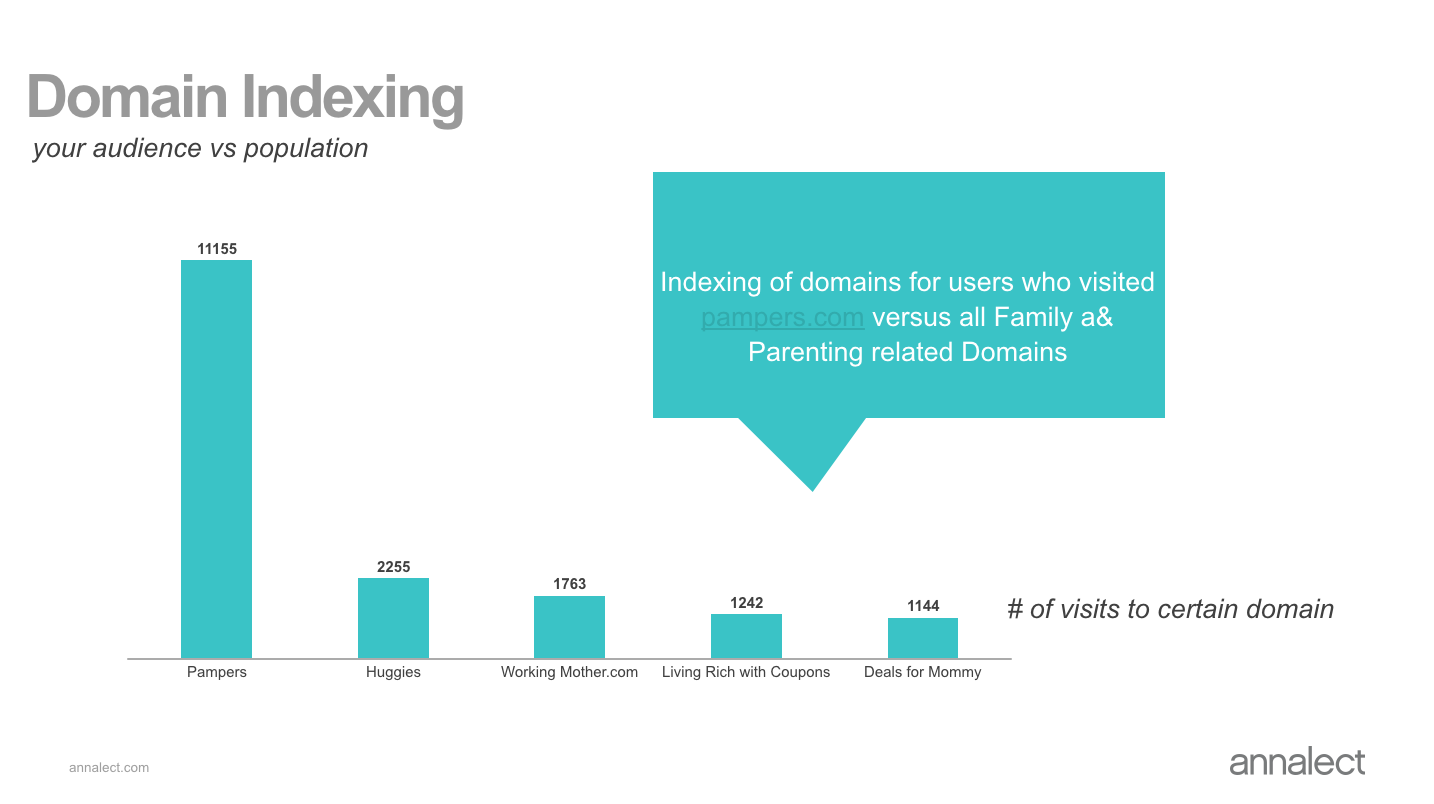 Domain Indexing
your audience vs population
Indexing of domains for users who visited
pampers.com versus all Family a&
Parenting related Domains
11155
2255
1763
1242
1144
# of visits to certain domain
Pampers
Huggies
Working Mother.com
Living Rich with Coupons
Deals for Mommy
annalect.com
annalect